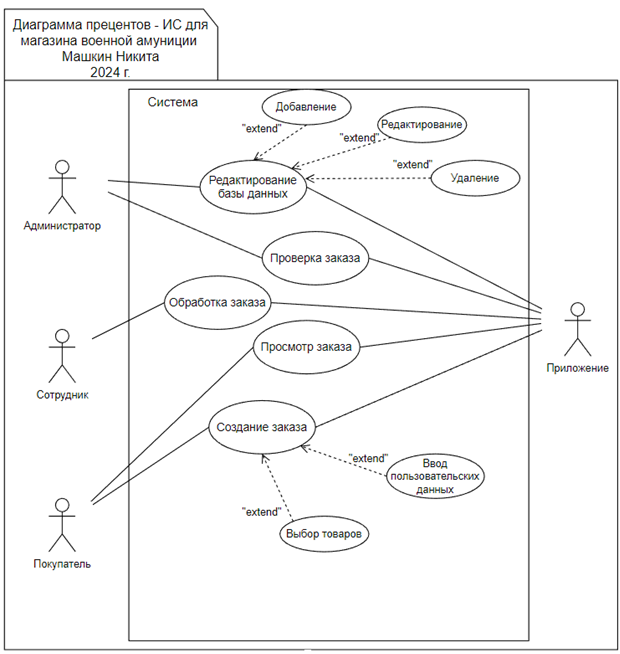 Диаграмма прецентов - ИС для
магазина военной амуниции
Машкин Никита
2024 г.
Система
Добавление
"extend"
Редактирование
"extend"
"extend"
Удаление
Редактирование
базы данных
Администратор
Проверка заказа
Обработка заказа
Просмотр заказа
Приложение
Сотрудник
Создание заказа
"extend"
Ввод
пользовательских
данных
"extend"
Выбор товаров
Покупатель